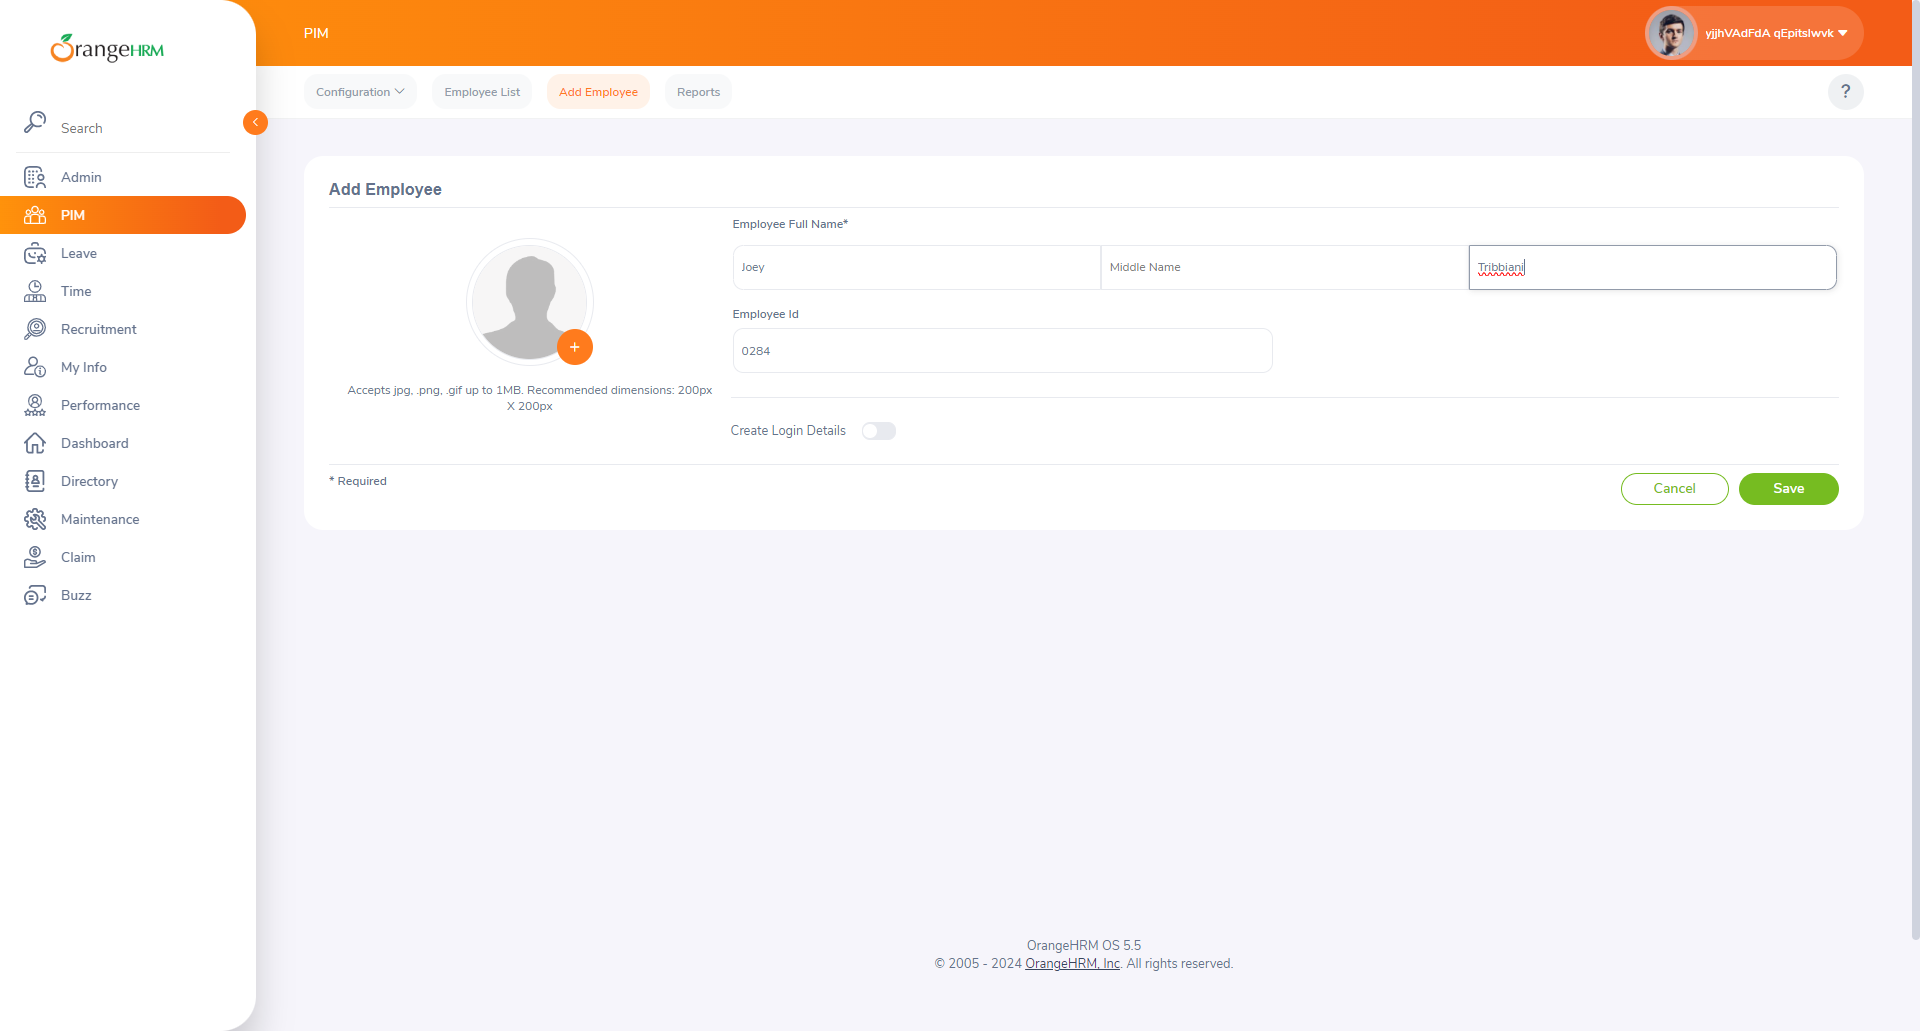 OrangeHRM
PIM
yjjhVAdFdA qEpitslwvk
Configuration
Employee List
Add Employee
Reports
?
Search
Admin
PIM
Leave
Time
Recruitment
My Info
Performance
Dashboard
Directory
Maintenance
Claim
Buzz
Add Employee
Employee Full Name*
Joey
Middle Name
Tribbiani
Employee Id
0284
Accepts jpg, .png, .gif up to 1MB. Recommended dimensions: 200px
X 200px
Create Login Details
* Required
Cancel
Save
OrangeHRM OS 5.5
© 2005 - 2024 OrangeHRM, Inc. All rights reserved.